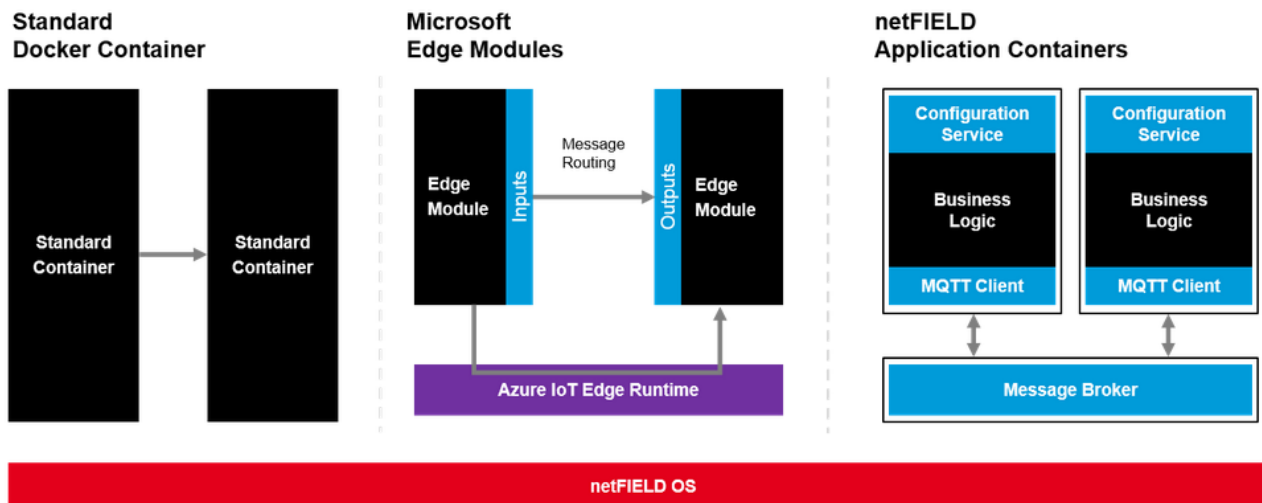 Standard
Docker Container
Microsoft
Edge Modules
netFIELD
Application Containers
Standard
Container
Standard
Container
Edge
Module
Inputs
Message
Routing
Outputs
Edge
Module
Azure IoT Edge Runtime
Configuration
Service
Business
Logic
MQTT Client
Configuration
Service
Business
Logic
MQTT Client
Message Broker
netFIELD OS